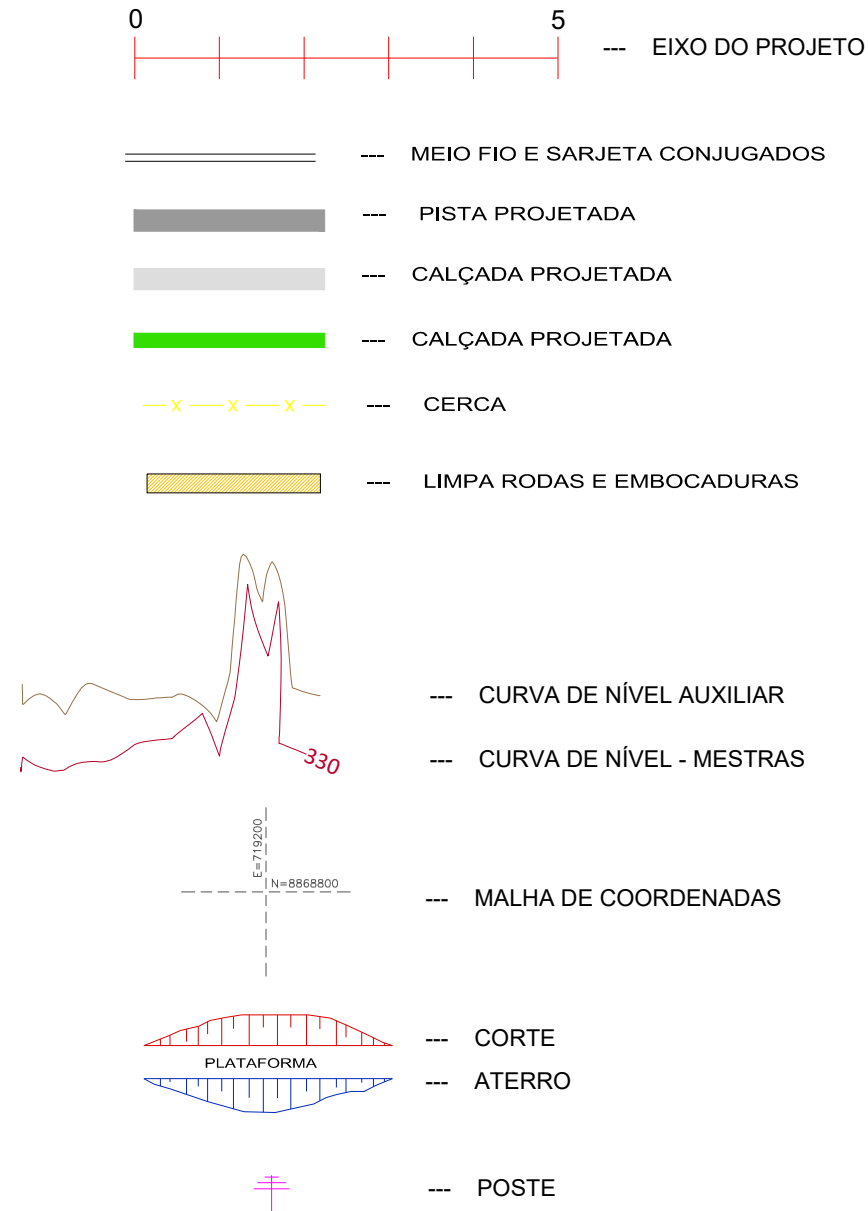 0 5
--- EIXO DO PROJETO
--- MEIO FIO E SARJETA CONJUGADOS
--- PISTA PROJETADA
--- CALÇADA PROJETADA
--- CALÇADA PROJETADA
X X X --- CERCA
--- LIMPA RODAS E EMBOCADURAS
--- CURVA DE NÍVEL AUXILIAR
330 --- CURVA DE NÍVEL - MESTRAS
E=719200
N=8868800
--- MALHA DE COORDENADAS
--- CORTE
PLATAFORMA
--- ATERRO
--- POSTE